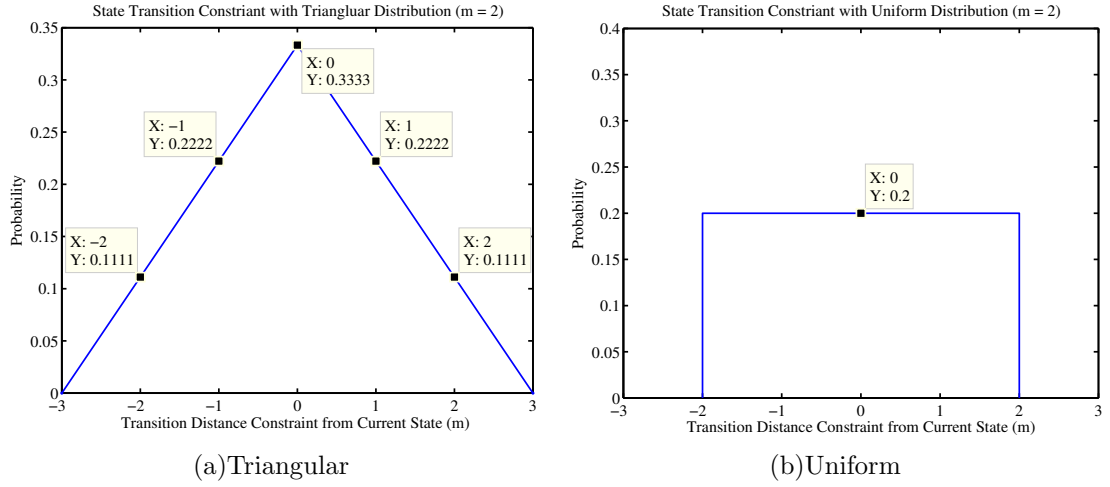 State Transition Constriant with Triangluar Distribution (m = 2)
0.35
0.3
0.25
0.2
0.15
0.1
0.05
0
Probability
X: 0
Y: 0.3333
X: −1
Y: 0.2222
X: 1
Y: 0.2222
X: −2
Y: 0.1111
X: 2
Y: 0.1111
−3 −2 −1 0 1 2 3
Transition Distance Constraint from Current State (m)
(a)Triangular
State Transition Constriant with Uniform Distribution (m = 2)
0.4
0.35
0.3
0.25
0.2
0.15
0.1
0.05
0
Probability
X: 0
Y: 0.2
−3 −2 −1 0 1 2 3
Transition Distance Constraint from Current State (m)
(b)Uniform